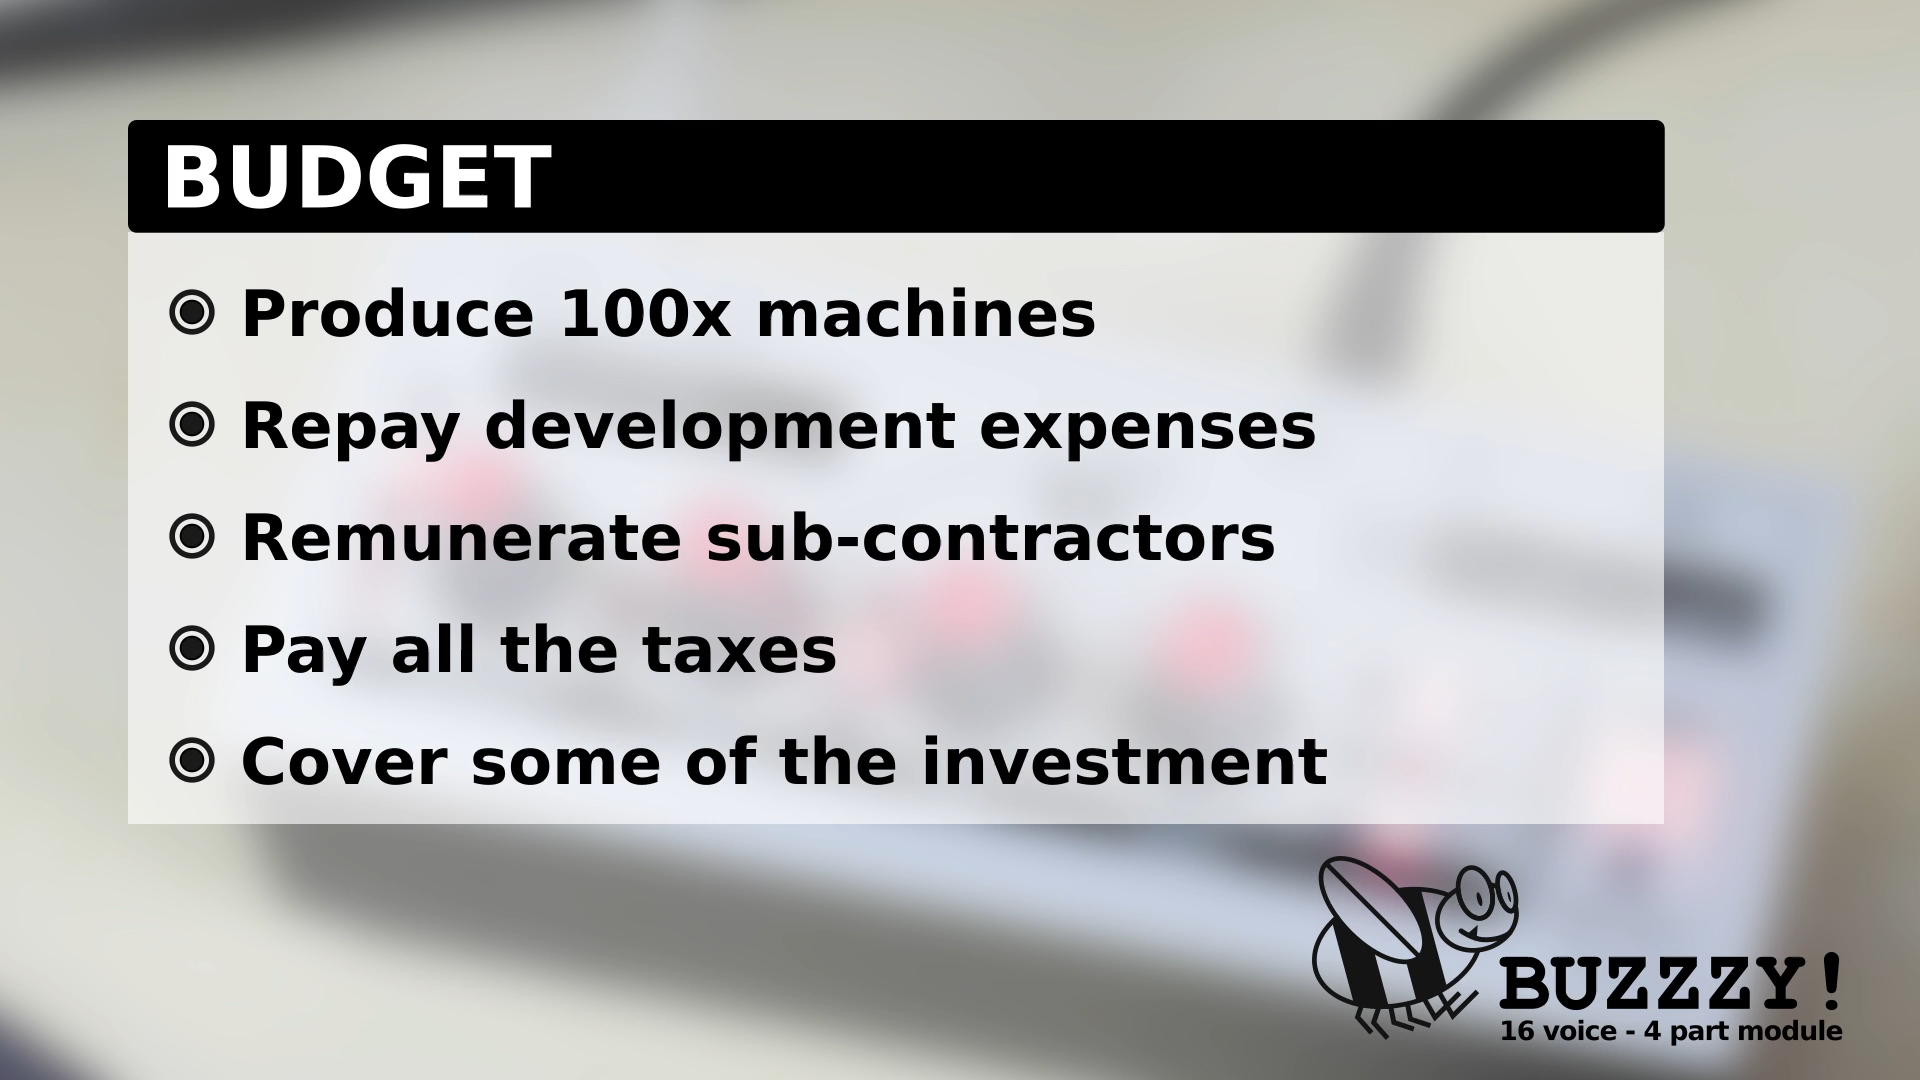 BUDGET
Produce 100x machines
Repay development expenses
Remunerate sub-contractors
Pay all the taxes
Cover some of the investment
BUZZZY!
16 voice - 4 part module